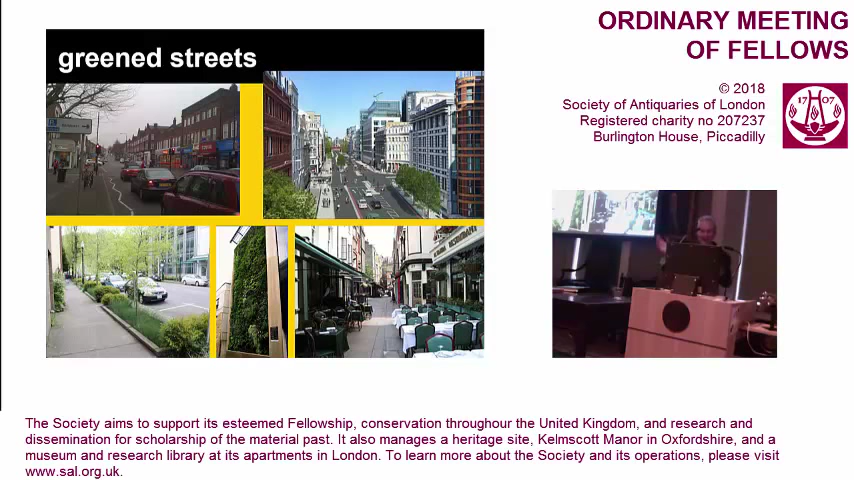 greened streets
ORDINARY MEETING
OF FELLOWS
© 2018
Society of Antiquaries of London
Registered charity no 207237
Burlington House, Piccadilly
17 07
The Society aims to support its esteemed Fellowship, conservation throughour the United Kingdom, and research and
dissemination for scholarship of the material past. It also manages a heritage site, Kelmscott Manor in Oxfordshire, and a
museum and research library at its apartments in London. To learn more about the Society and its operations, please visit
www.sal.org.uk.